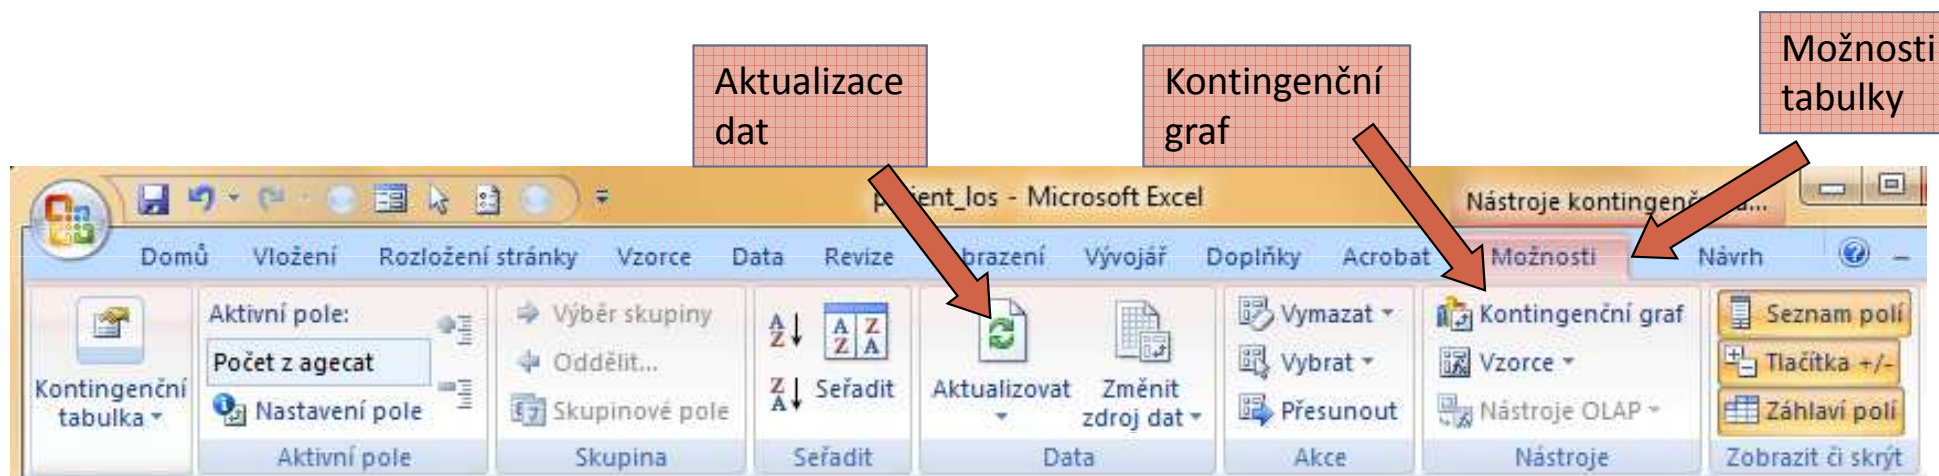 Aktualizace
dat
Kontingenční
graf
Možnosti
tabulky
ent_los - Microsoft Excel
Nástroje
Domů Vložení Rozložení stránky Vzorce Data Revize Vývojář Doplňky Acrobat Možnosti Návrh
Kontingenční
tabulka
Aktivní pole:
Počet z agecat
Nastavení pole
Aktivní pole
Výběr skupiny
Oddělit...
Skupinové pole
Skupina
A
Z
Z
A
A Z
Z A
Seřadit
Seřadit
Aktualizovat
Změnit
zdroj dat
Data
Vymazat
Vybrat
Přesunout
Akce
Kontingenční graf
Vzorce
Nástroje OLAP
Nástroje
Seznam polí
Tlačítka +/-
Záhlaví polí
Zobrazit či skrýt